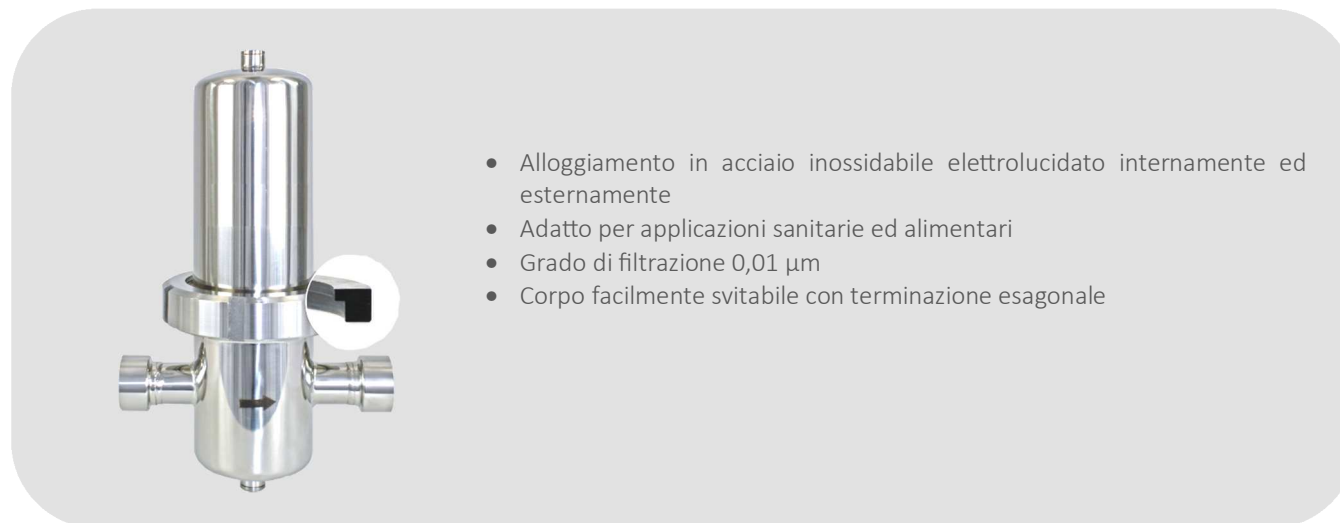 • Alloggiamento in acciaio inossidabile elettrolucidato internamente ed
esternamente
• Adatto per applicazioni sanitarie ed alimentari
• Grado di filtrazione 0,01 µm
• Corpo facilmente svitabile con terminazione esagonale